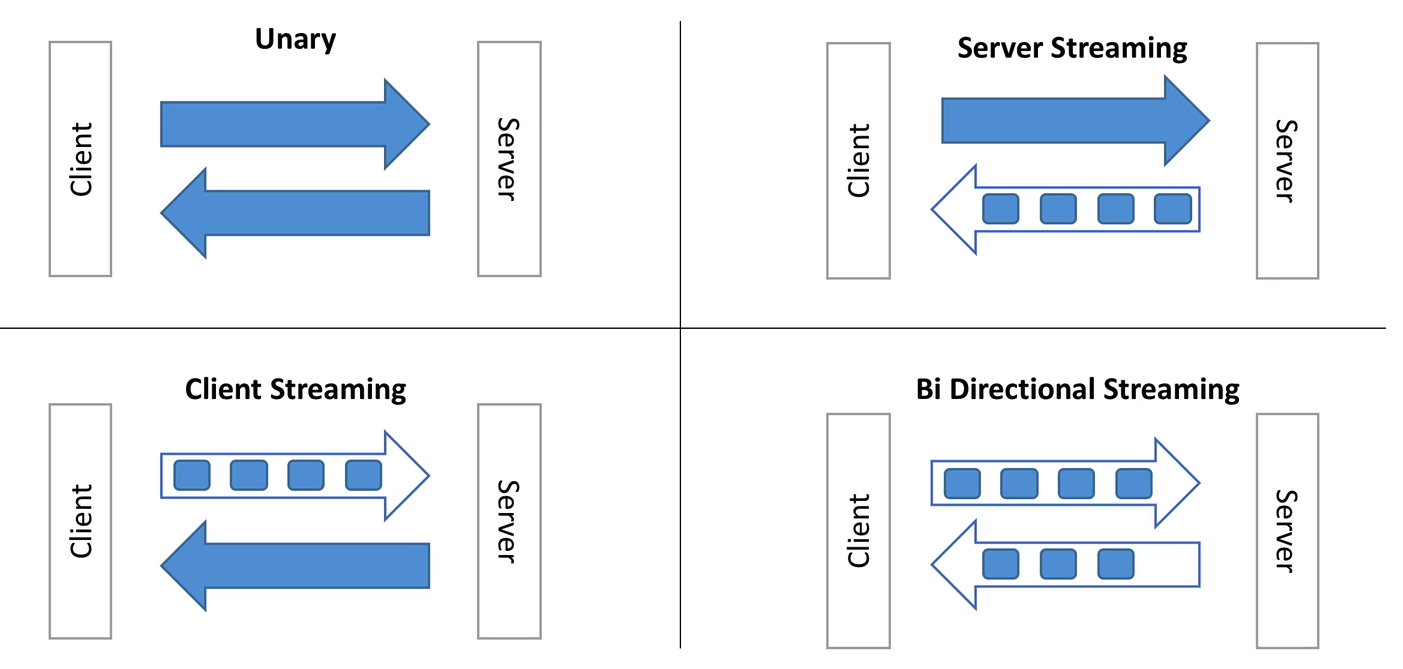 Unary
Client
Server
Server Streaming
Client
Server
Client Streaming
Client
Server
Bi Directional Streaming
Client
Server